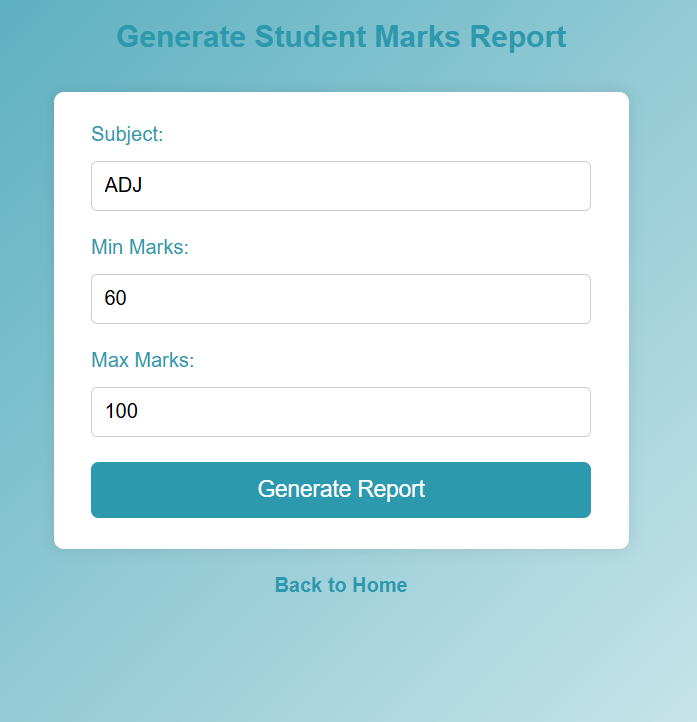 Generate Student Marks Report
Subject:
ADJ
Min Marks:
60
Max Marks:
100
Generate Report
Back to Home